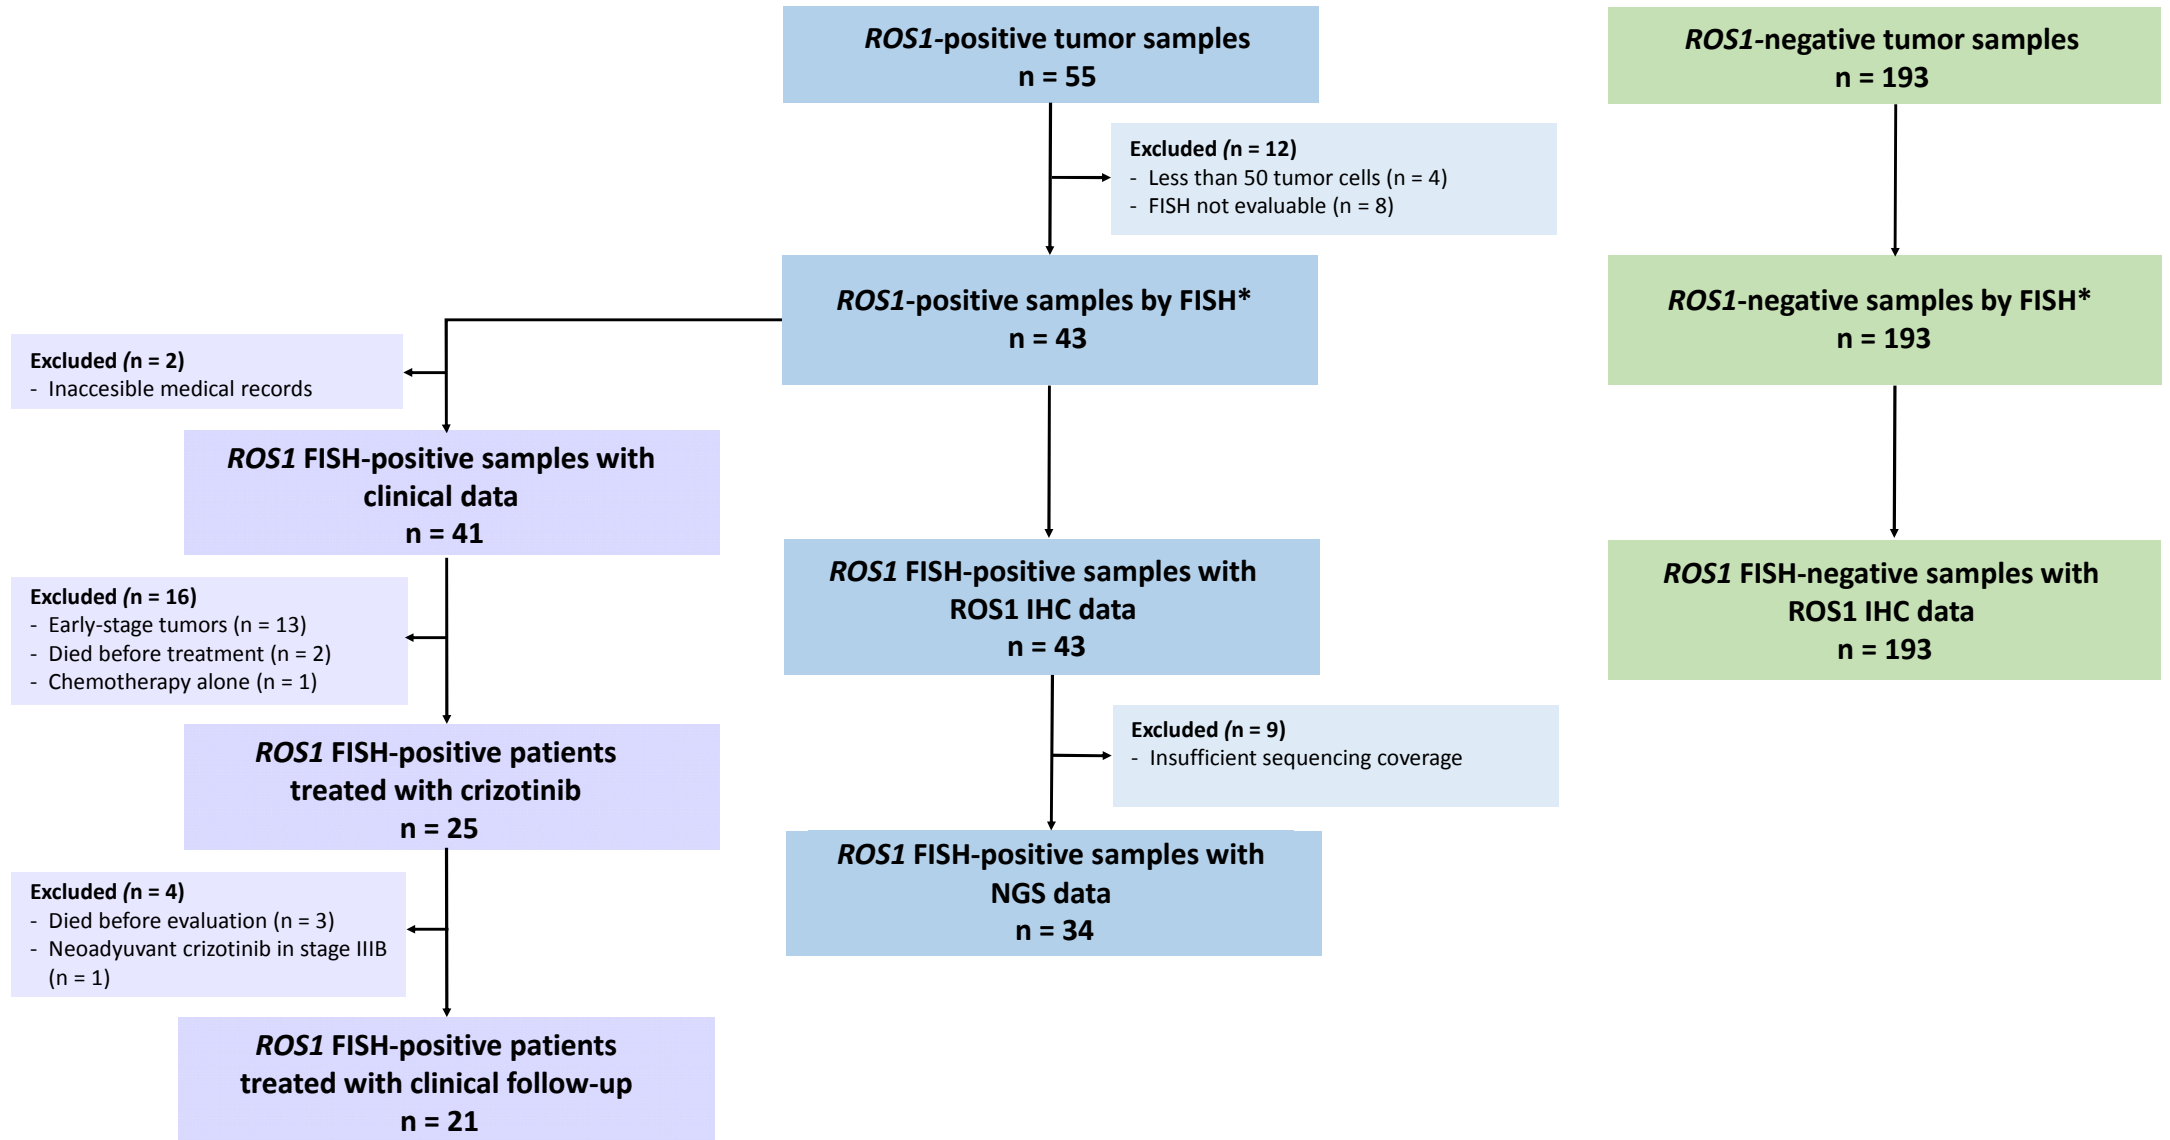 ROS1-positive tumor samples
n = 55
ROS1-negative tumor samples
n = 193
Excluded (n = 12)
- Less than 50 tumor cells (n = 4)
- FISH not evaluable (n = 8)
ROS1-positive samples by FISH*
n = 43
ROS1-negative samples by FISH*
n = 193
Excluded (n = 2)
- Inaccesible medical records
ROS1 FISH-positive samples with
clinical data
n = 41
ROS1 FISH-positive samples with
ROS1 IHC data
n = 43
ROS1 FISH-negative samples with
ROS1 IHC data
n = 193
Excluded (n = 16)
- Early-stage tumors (n = 13)
- Died before treatment (n = 2)
- Chemotherapy alone (n = 1)
Excluded (n = 9)
- Insufficient sequencing coverage
ROS1 FISH-positive patients
treated with crizotinib
n = 25
ROS1 FISH-positive samples with
NGS data
n = 34
Excluded (n = 4)
- Died before evaluation (n = 3)
- Neoadyuvant crizotinib in stage IIIB
(n = 1)
ROS1 FISH-positive patients
treated with clinical follow-up
n = 21